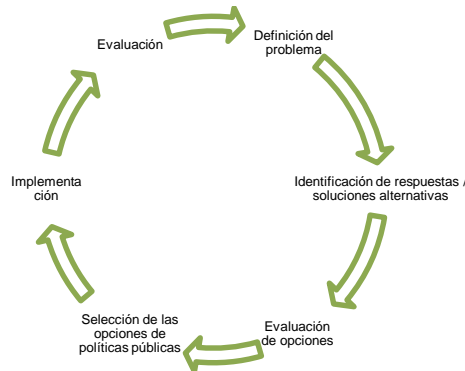 Evaluación
Definición del
problema
Identificación de respuestas /
soluciones alternativas
Evaluación
de opciones
Selección de las
opciones de
políticas públicas
Implementa
ción